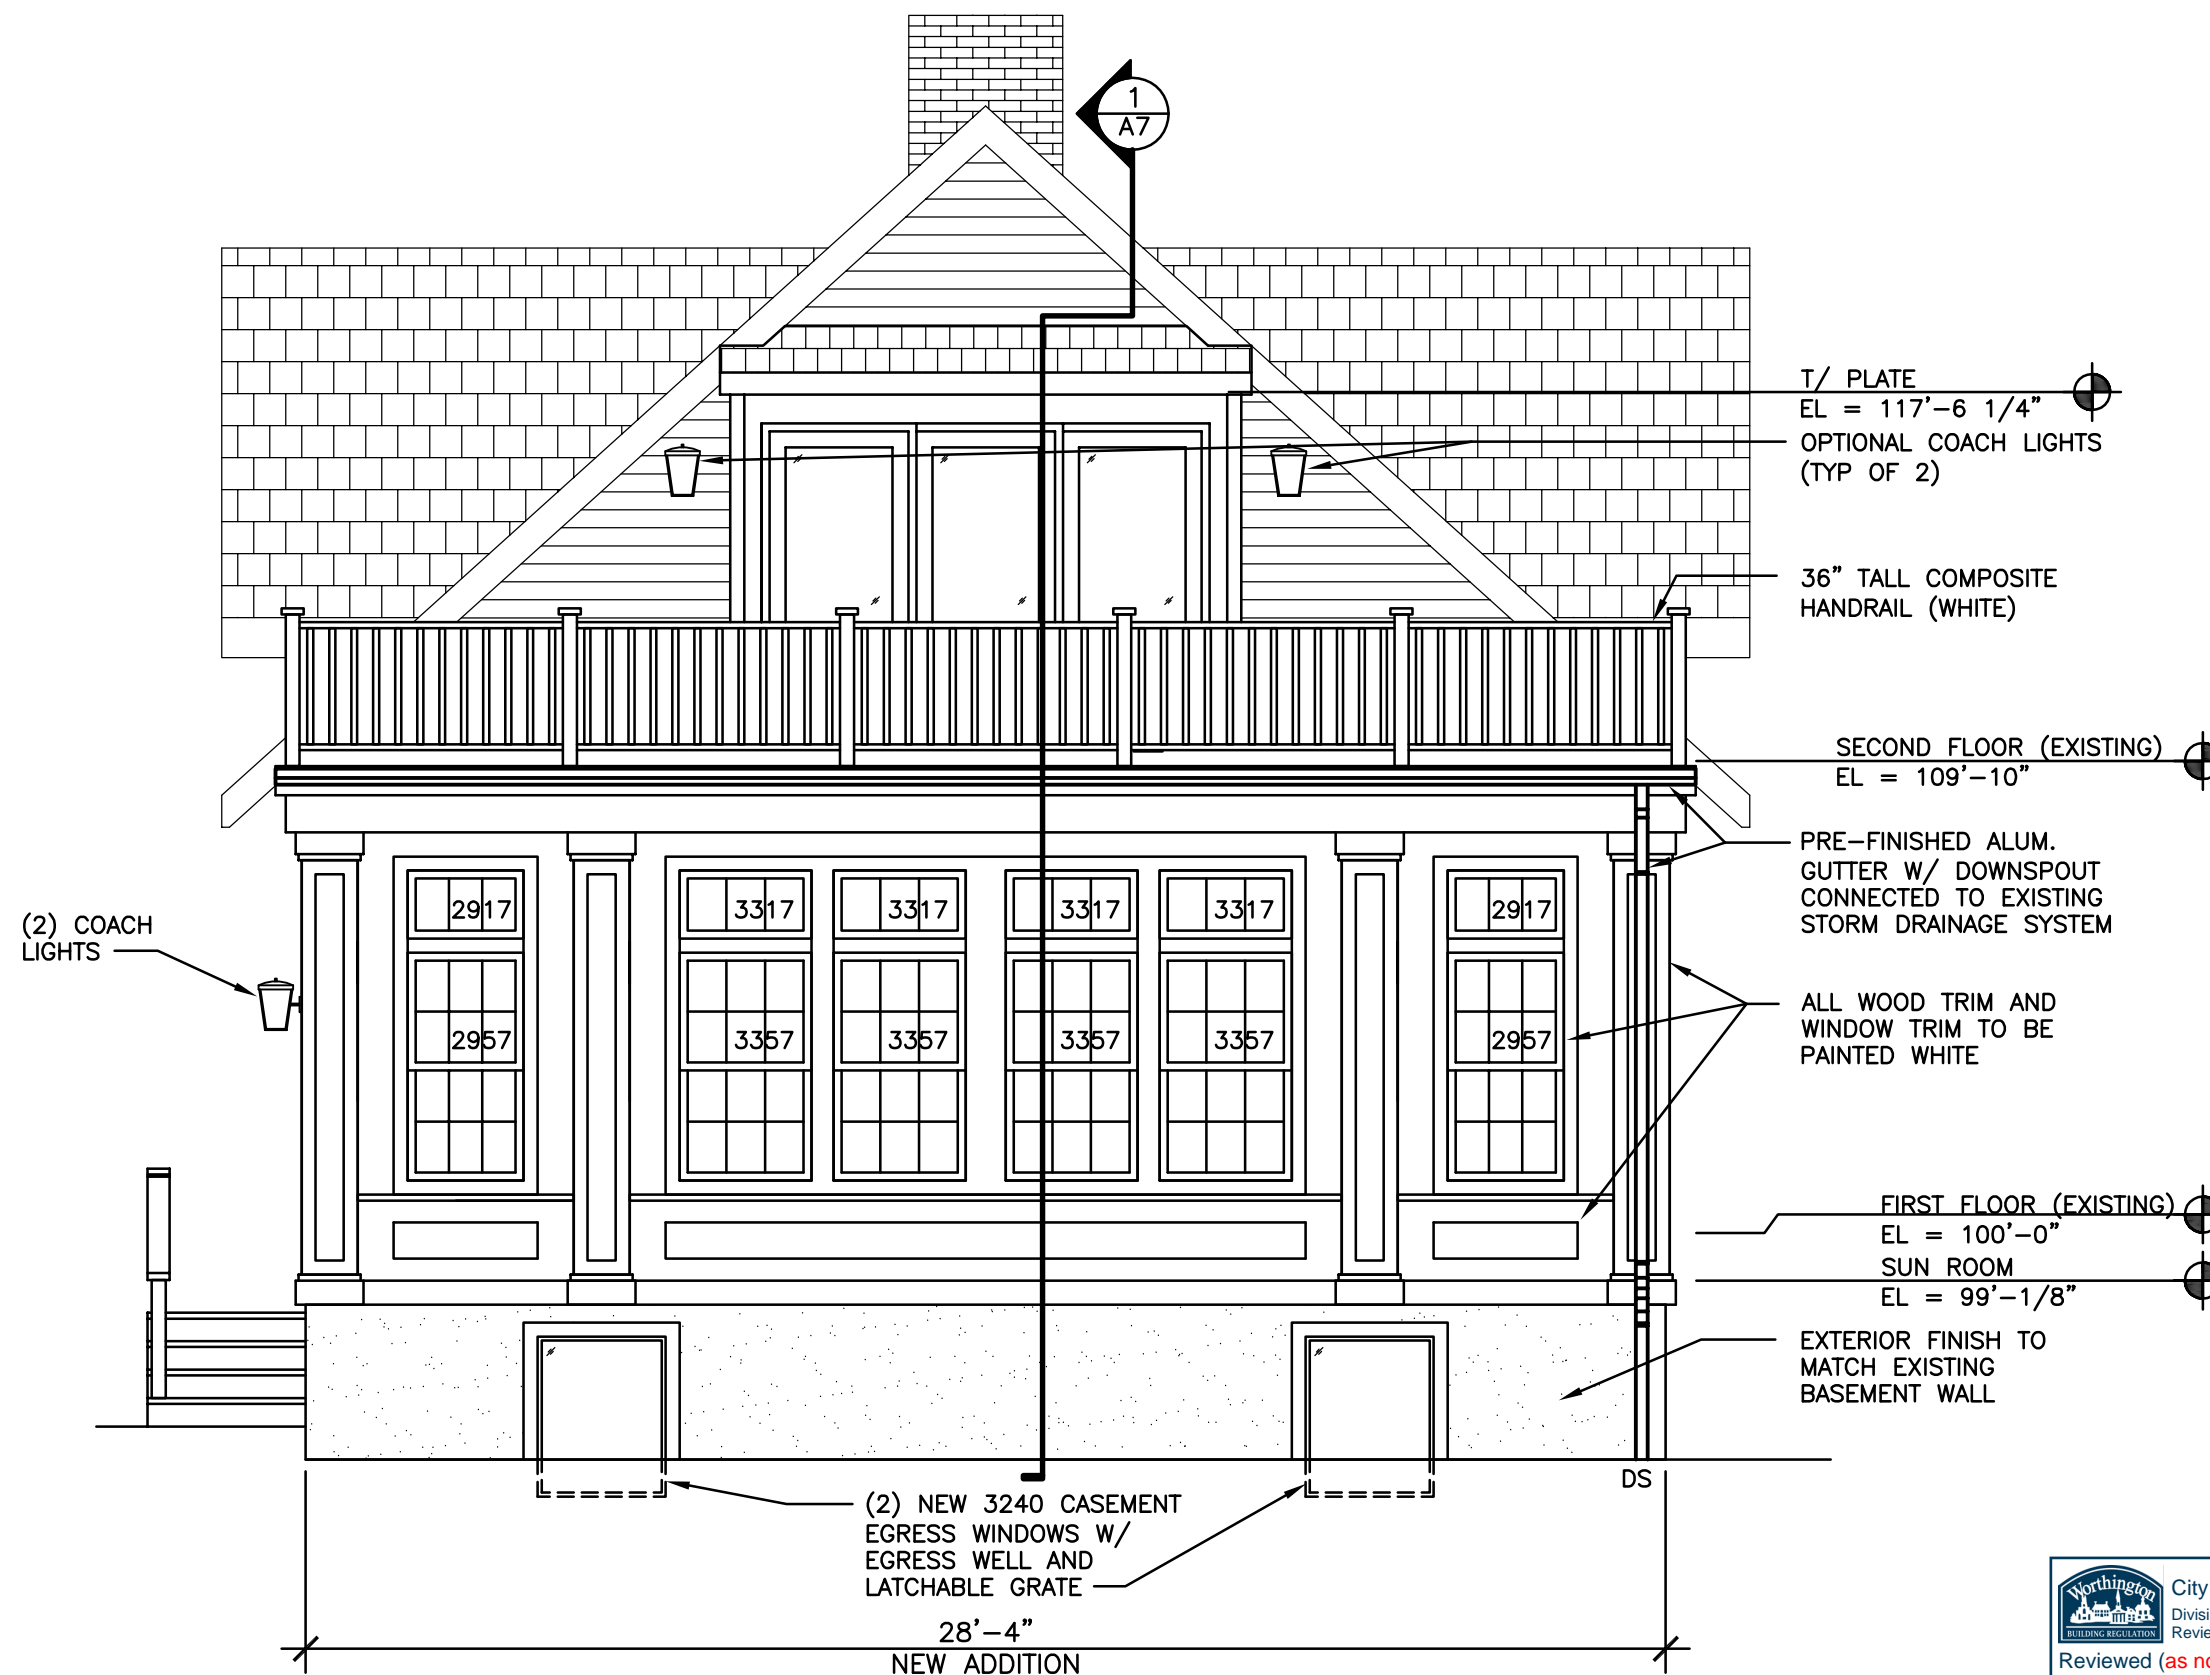 1
A7
T/ PLATE
EL = 117'-6 1/4"
OPTIONAL COACH LIGHTS
(TYP OF 2)
36" TALL COMPOSITE
HANDRAIL (WHITE)
SECOND FLOOR (EXISTING)
EL = 109'-10"
PRE-FINISHED ALUM.
GUTTER W/ DOWNSPOUT
CONNECTED TO EXISTING
STORM DRAINAGE SYSTEM
(2) COACH
LIGHTS
2917 3317 3317 3317 3317 2917
2957 3357 3357 3357 3357 2957
ALL WOOD TRIM AND
WINDOW TRIM TO BE
PAINTED WHITE
FIRST FLOOR (EXISTING)
EL = 100'-0"
SUN ROOM
EL = 99'-1/8"
EXTERIOR FINISH TO
MATCH EXISTING
BASEMENT WALL
DS
(2) NEW 3240 CASEMENT
EGRESS WINDOWS W/
EGRESS WELL AND
LATCHABLE GRATE
28'-4"
NEW ADDITION
Worthington
BUILDING REGULATION
City
Reviewed (as